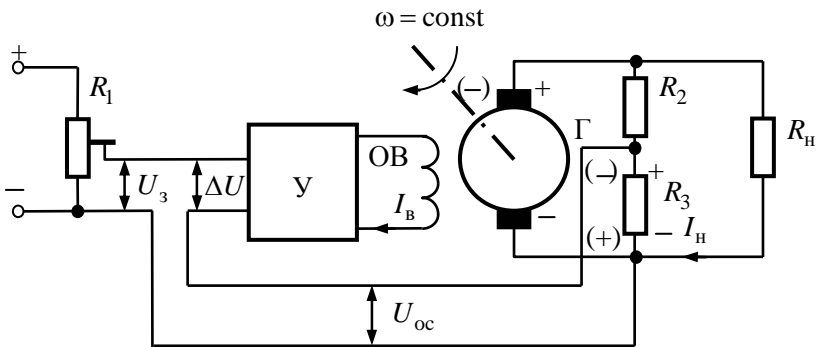 ω = const
+
R₁
(−)
+
R₂
Г
Rн
ОВ
Uз
ΔU
У
(−)
+
R₃
−
Iв
−
(+)
−
Iн
Uос